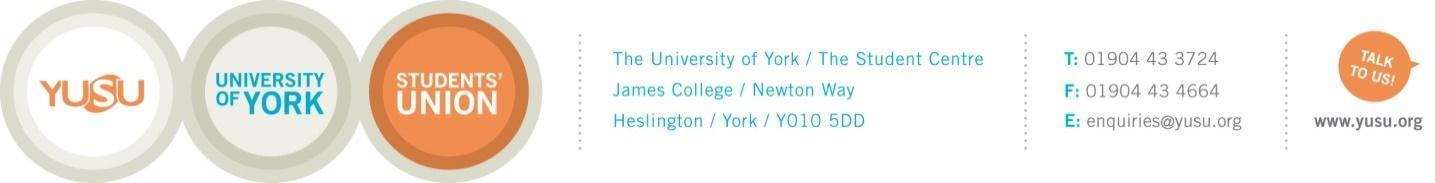 YUSU
UNIVERSITY
OF YORK
STUDENTS'
UNION
The University of York / The Student Centre
James College / Newton Way
Heslington / York / YO10 5DD
T: 01904 43 3724
F: 01904 43 4664
E: enquiries@yusu.org
TALK
TO US!
www.yusu.org